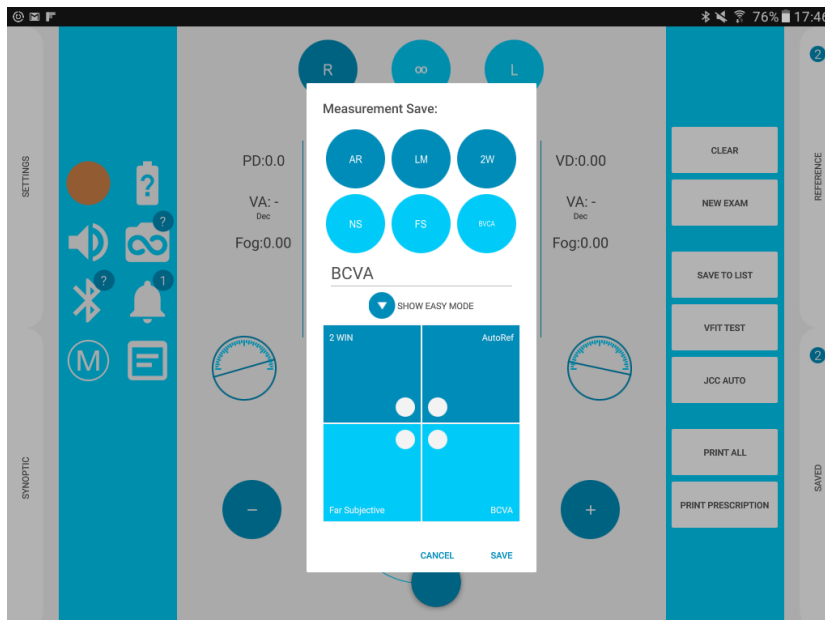 76% 17:46
R ∞ L
Measurement Save:
AR LM 2W
NS FS BVCA
BCVA
SHOW EASY MODE
2 WIN AutoRef
Far Subjective BCVA
CANCEL SAVE
SETTINGS
SYNOPTIC
?
?
?
1
M
PD:0.0
VA: -
Dec
Fog:0.00
−
VD:0.00
VA: -
Dec
Fog:0.00
+
CLEAR
NEW EXAM
SAVE TO LIST
VFIT TEST
JCC AUTO
PRINT ALL
PRINT PRESCRIPTION
2
REFERENCE
2
SAVED